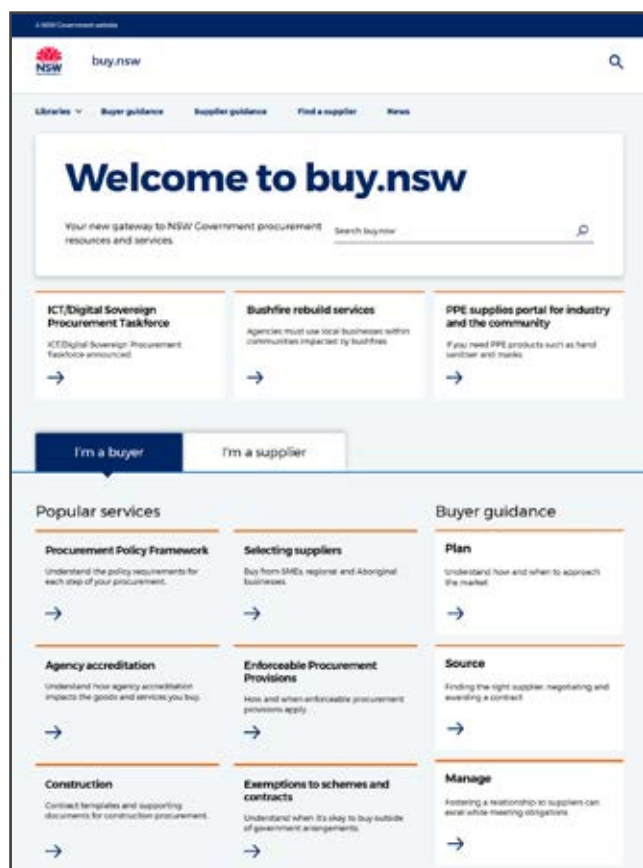 A NSW Government website
NSW
buy.nsw
Libraries
Buyer guidance
Supplier guidance
Find a supplier
News
Welcome to buy.nsw
Your new gateway to NSW Government procurement
resources and services.
Search buy.nsw
ICT/Digital Sovereign
Procurement Taskforce
ICT/Digital Sovereign Procurement
Taskforce announced
Bushfire rebuild services
Agencies must use local businesses within
communities impacted by bushfires
PPE supplies portal for industry
and the community
If you need PPE products such as hand
sanitiser and masks
I'm a buyer
I'm a supplier
Popular services
Procurement Policy Framework
Understand the policy requirements for
each step of your procurement.
Selecting suppliers
Buy from SMEs, regional and Aboriginal
businesses.
Agency accreditation
Understand how agency accreditation
impacts the goods and services you buy.
Enforceable Procurement
Provisions
How and when enforceable procurement
provisions apply
Construction
Contract templates and supporting
documents for construction procurement.
Exemptions to schemes and
contracts
Understand when it's okay to buy outside
of government arrangements.
Buyer guidance
Plan
Understand how and when to approach
the market
Source
Finding the right supplier, negotiating and
awarding a contract
Manage
Fostering a relationship so suppliers can
excel while meeting obligations